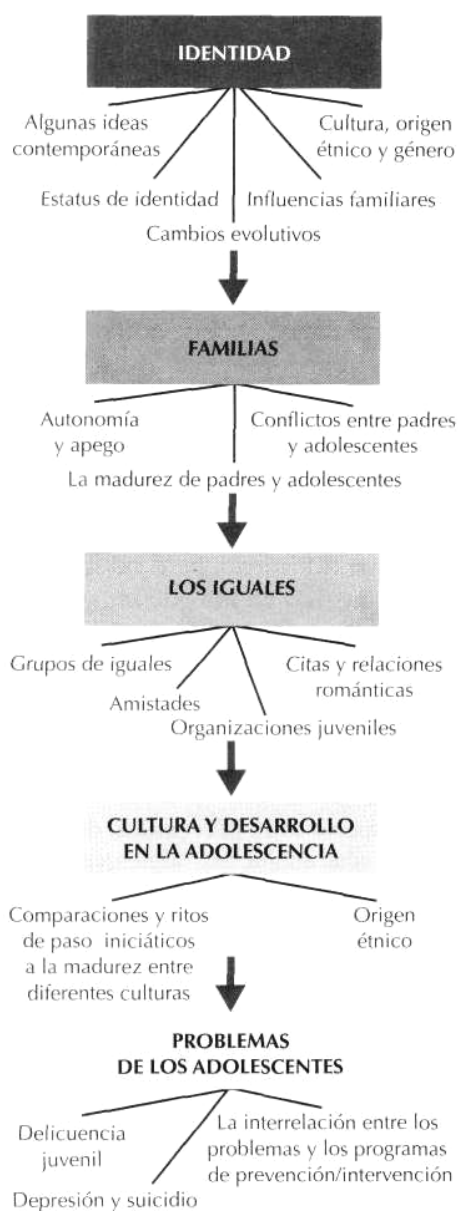 IDENTIDAD
Algunas ideas
contemporáneas
Cultura, origen
étnico y género
Estatus de identidad
Influencias familiares
Cambios evolutivos
FAMILIAS
Autonomía
y apego
Conflictos entre padres
y adolescentes
La madurez de padres y adolescentes
LOS IGUALES
Grupos de iguales
Citas y relaciones
románticas
Amistades
Organizaciones juveniles
CULTURA Y DESARROLLO
EN LA ADOLESCENCIA
Comparaciones y ritos
de paso iniciáticos
a la madurez entre
diferentes culturas
Origen
étnico
PROBLEMAS
DE LOS ADOLESCENTES
Delicuencia
juvenil
La interrelación entre los
problemas y los programas
de prevención/intervención
Depresión y suicidio